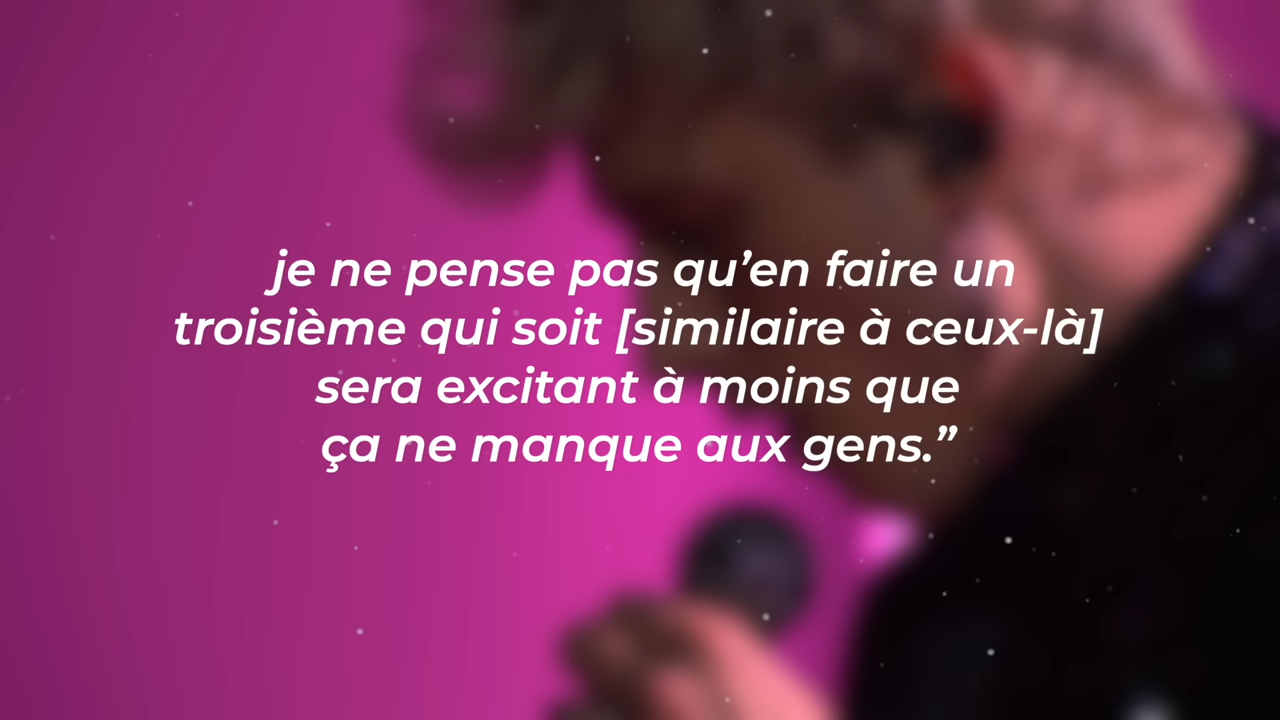 je ne pense pas qu’en faire un
troisième qui soit [similaire à ceux-là]
sera excitant à moins que
ça ne manque aux gens.”